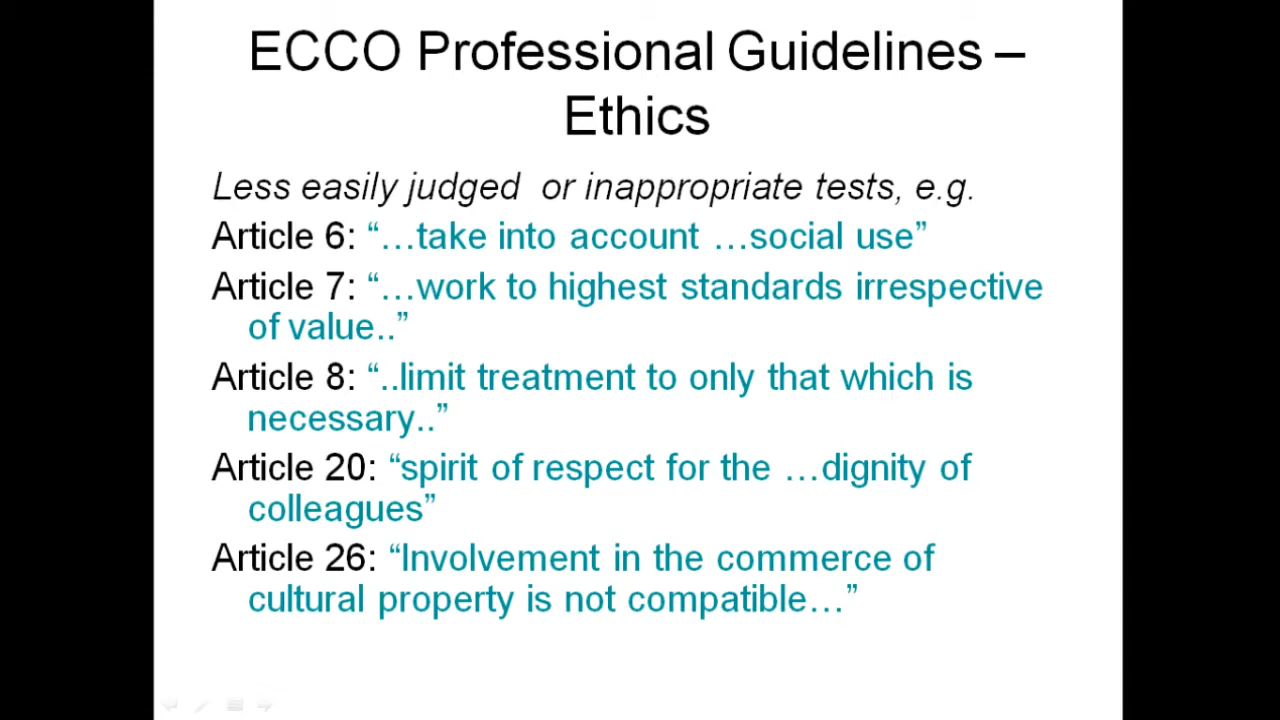 ECCO Professional Guidelines –
Ethics
Less easily judged  or inappropriate tests, e.g.
Article 6: “…take into account …social use”
Article 7: “…work to highest standards irrespective
of value..”
Article 8: “..limit treatment to only that which is
necessary..”
Article 20: “spirit of respect for the …dignity of
colleagues”
Article 26: “Involvement in the commerce of
cultural property is not compatible…”